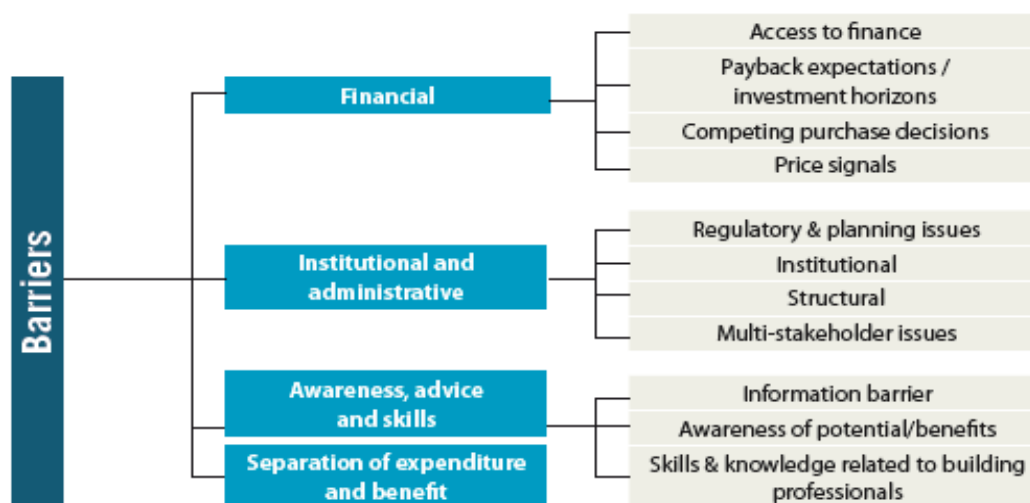 Barriers
Financial
Access to finance
Payback expectations /
investment horizons
Competing purchase decisions
Price signals
Institutional and
administrative
Regulatory & planning issues
Institutional
Structural
Multi-stakeholder issues
Awareness, advice
and skills
Information barrier
Awareness of potential/benefits
Skills & knowledge related to building
professionals
Separation of expenditure
and benefit